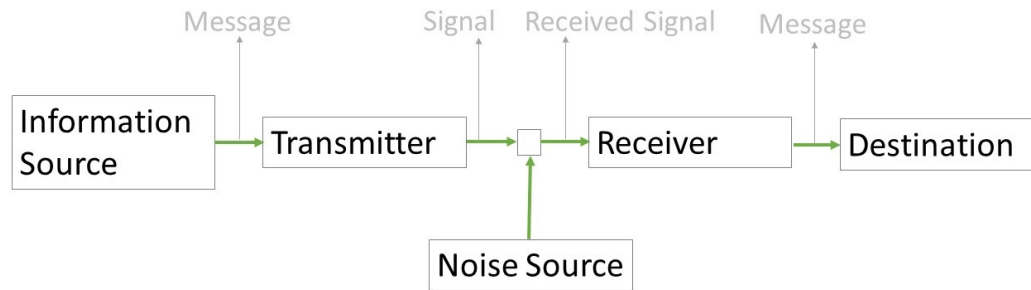 Message
Signal
Received Signal
Message
Information
Source
Transmitter
Receiver
Destination
Noise Source